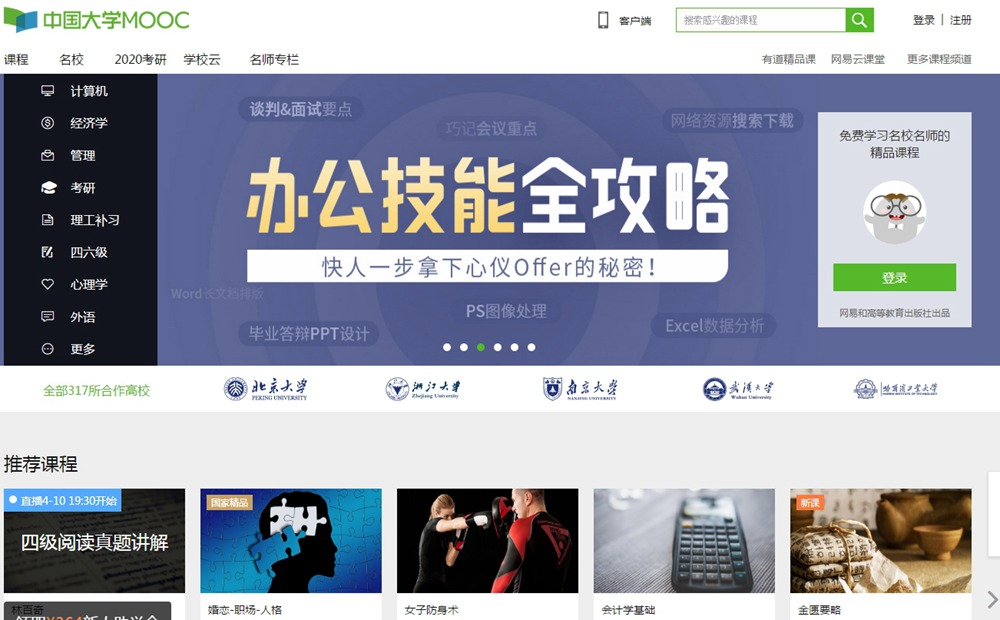 中国大学MOOC
客户端
搜索感兴趣的课程
登录 | 注册
课程 名校 2020考研 学校云 名师专栏
有道精品课 网易云课堂 更多课程频道
计算机
经济学
管理
考研
理工补习
四六级
心理学
外语
更多
谈判&面试要点
巧记会议重点
网络资源搜索下载
办公技能全攻略
快人一步拿下心仪Offer的秘密!
Word长文档排版
PS图像处理
毕业答辩PPT设计
Excel数据分析
免费学习名校名师的
精品课程
登录
网易和高等教育出版社出品
全部317所合作高校
北京大学
PEKING UNIVERSITY
浙江大学
Zhejiang University
南京大学
NANJING UNIVERSITY
武汉大学
Wuhan University
哈爾濱工業大學
HARBIN INSTITUTE OF TECHNOLOGY
推荐课程
直播4-10 19:30开始
四级阅读真题讲解
国家精品
新课
林百奇
婚恋-职场-人格
女子防身术
会计学基础
金匮要略